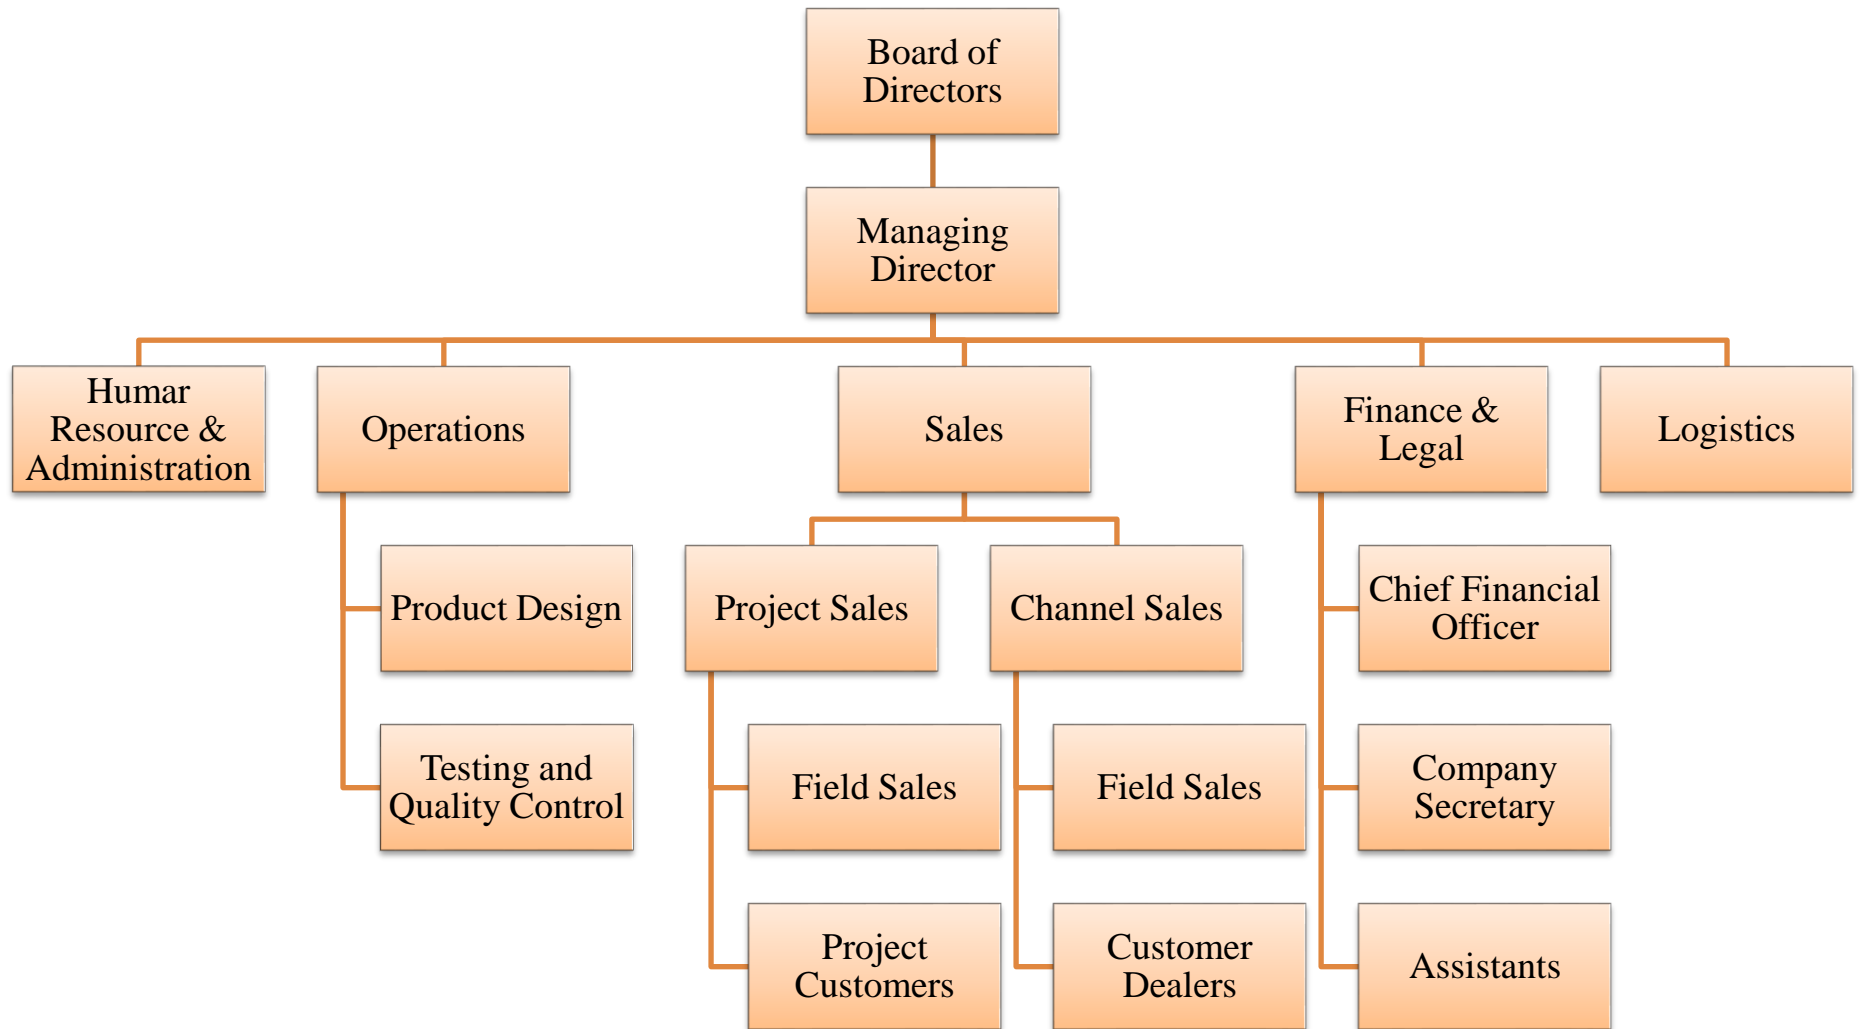 Board of
Directors
Managing
Director
Humar
Resource &
Administration
Operations
Sales
Finance &
Legal
Logistics
Product Design
Project Sales
Channel Sales
Chief Financial
Officer
Testing and
Quality Control
Field Sales
Field Sales
Company
Secretary
Project
Customers
Customer
Dealers
Assistants